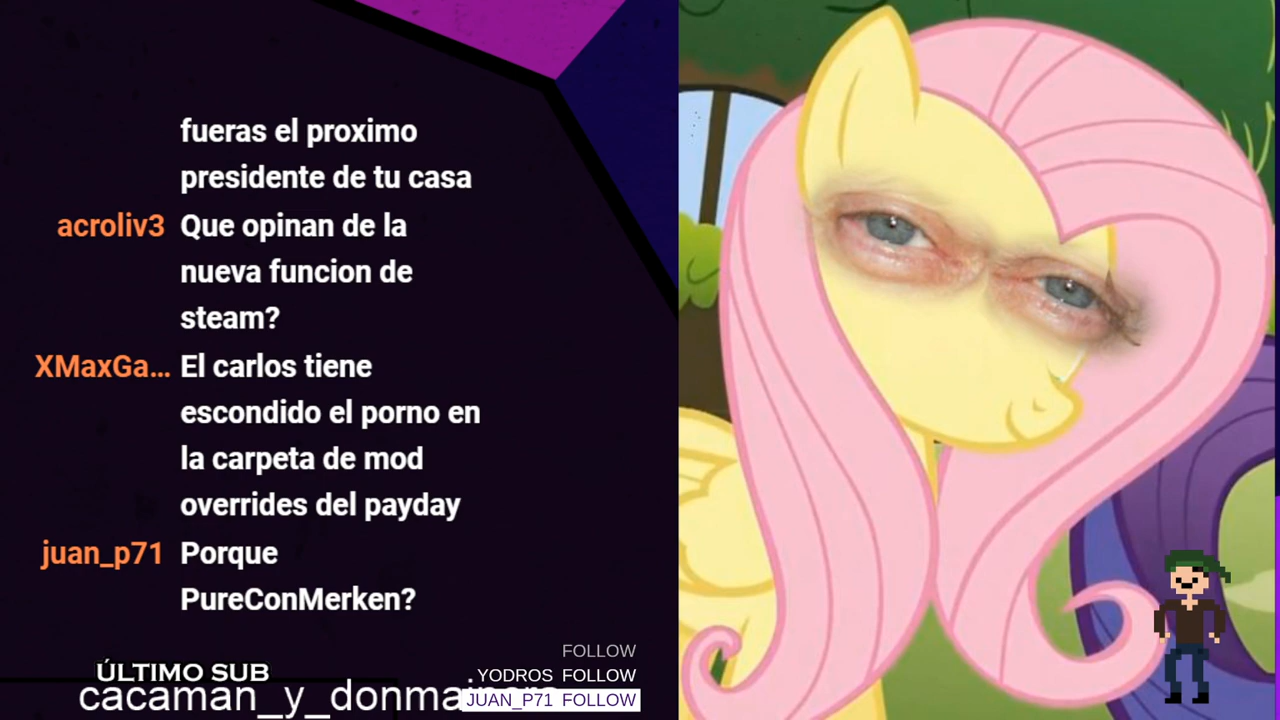 fueras el proximo
presidente de tu casa
acroliv3 Que opinan de la
nueva funcion de
steam?
XMaxGa... El carlos tiene
escondido el porno en
la carpeta de mod
overrides del payday
juan_p71 Porque
PureConMerken?
ÚLTIMO SUB
cacaman_y_donma
FOLLOW
YODROS FOLLOW
JUAN_P71 FOLLOW